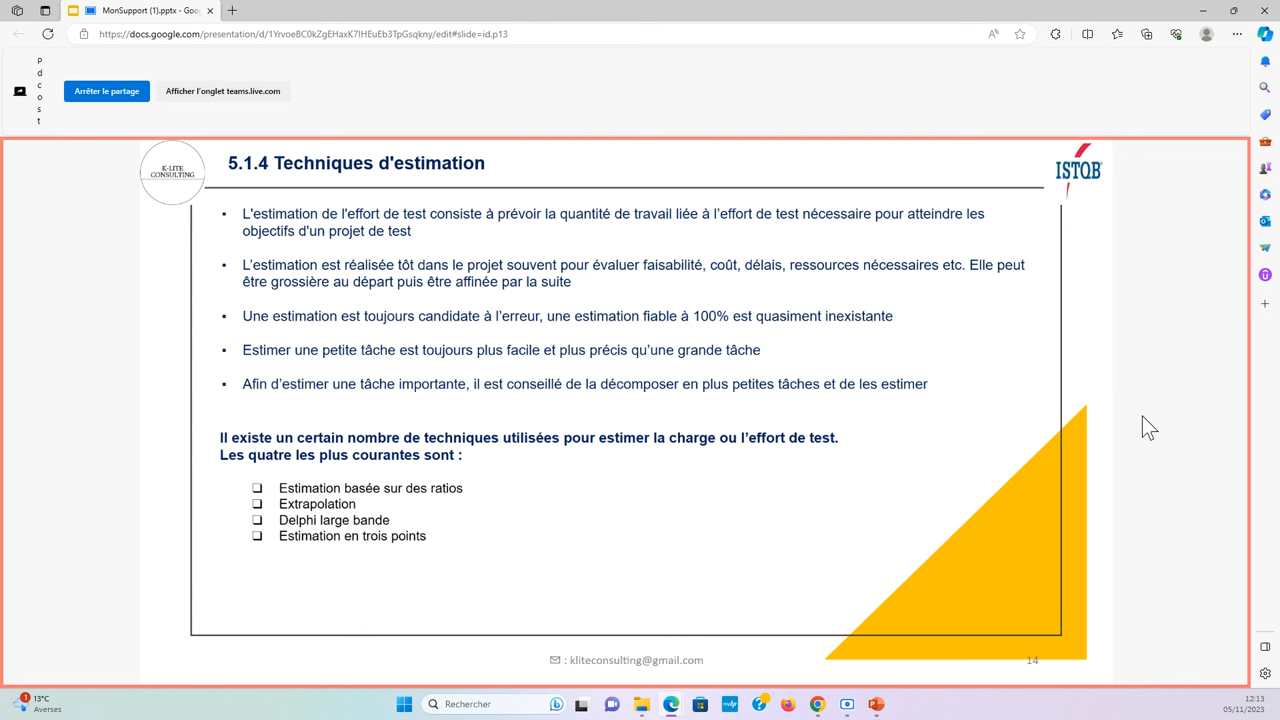 MonSupport (1).pptx - Goo
https://docs.google.com/presentation/d/1YrvoeBC0kZgEHaxK7lHEuEb3TpGsqkny/edit#slide=id.p13
P
d
c
o
s
t
Arrêter le partage
Afficher l'onglet teams.live.com
K-LITE
CONSULTING
5.1.4 Techniques d'estimation
ISTQB®
▪ L'estimation de l'effort de test consiste à prévoir la quantité de travail liée à l'effort de test nécessaire pour atteindre les
objectifs d'un projet de test
▪ L'estimation est réalisée tôt dans le projet souvent pour évaluer faisabilité, coût, délais, ressources nécessaires etc. Elle peut
être grossière au départ puis être affinée par la suite
▪ Une estimation est toujours candidate à l'erreur, une estimation fiable à 100% est quasiment inexistante
▪ Estimer une petite tâche est toujours plus facile et plus précis qu'une grande tâche
▪ Afin d'estimer une tâche importante, il est conseillé de la décomposer en plus petites tâches et de les estimer
Il existe un certain nombre de techniques utilisées pour estimer la charge ou l'effort de test.
Les quatre les plus courantes sont :
❑ Estimation basée sur des ratios
❑ Extrapolation
❑ Delphi large bande
❑ Estimation en trois points
: kliteconsulting@gmail.com
14
1
13°C
Averses
Rechercher
12:13
05/11/2023